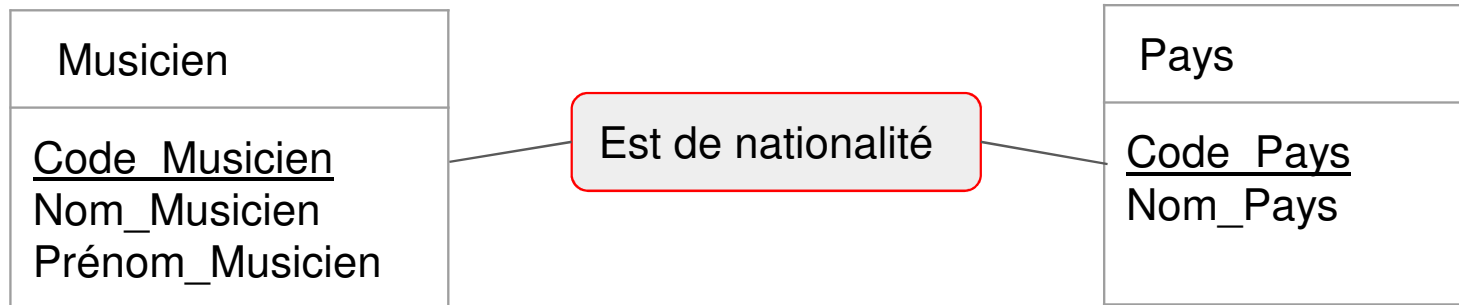 Musicien
Code_Musicien
Nom_Musicien
Prénom_Musicien
Est de nationalité
Pays
Code_Pays
Nom_Pays